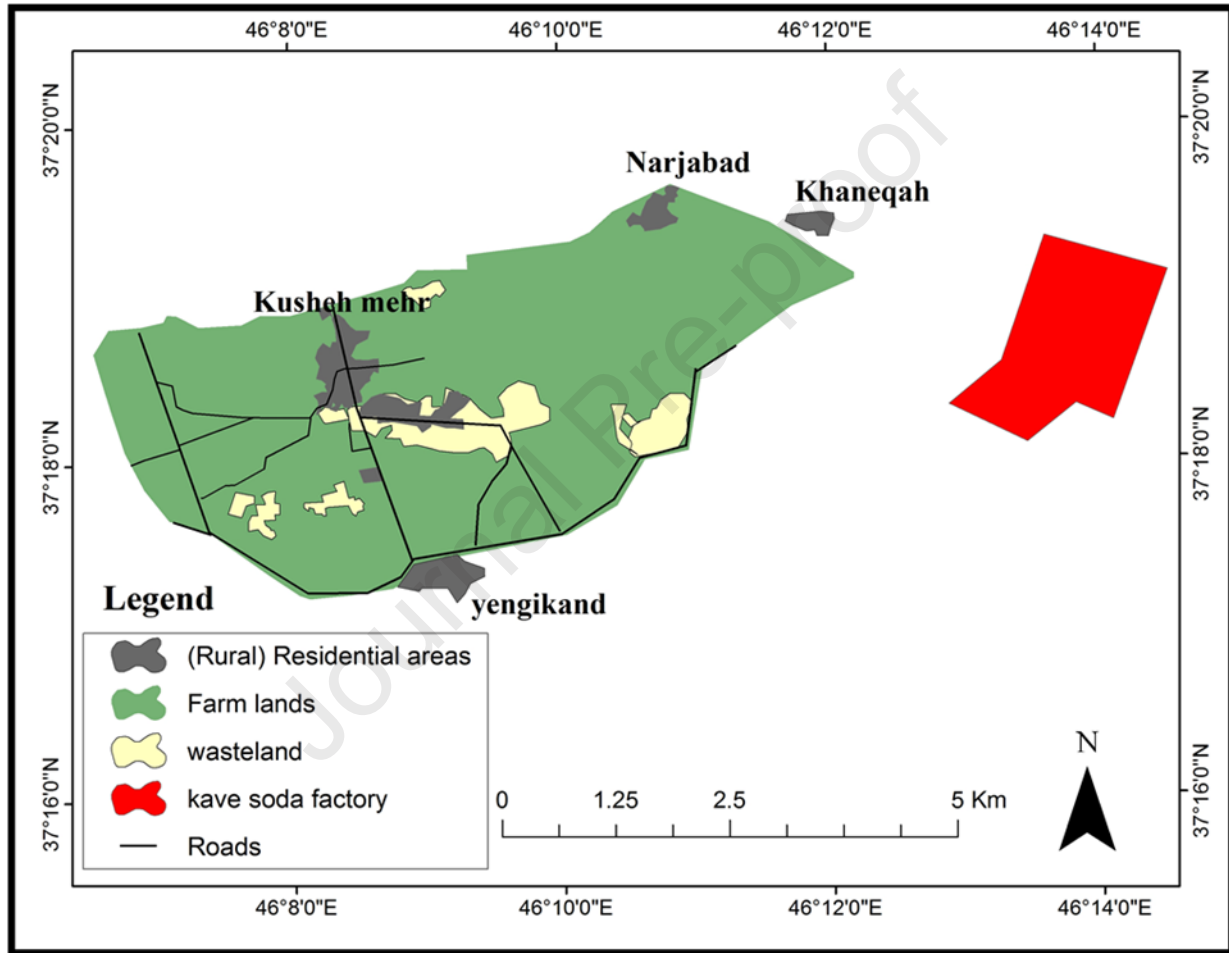 46°8'0"E 46°10'0"E 46°12'0"E 46°14'0"E
37°20'0"N
37°20'0"N
Narjabad
Khaneqah
Kusheh mehr
37°18'0"N
37°18'0"N
yengikand
Legend
(Rural) Residential areas
Farm lands
wasteland
kave soda factory
Roads
0 1.25 2.5 5 Km
N
37°16'0"N
37°16'0"N
46°8'0"E 46°10'0"E 46°12'0"E 46°14'0"E
Journal Pre-proof